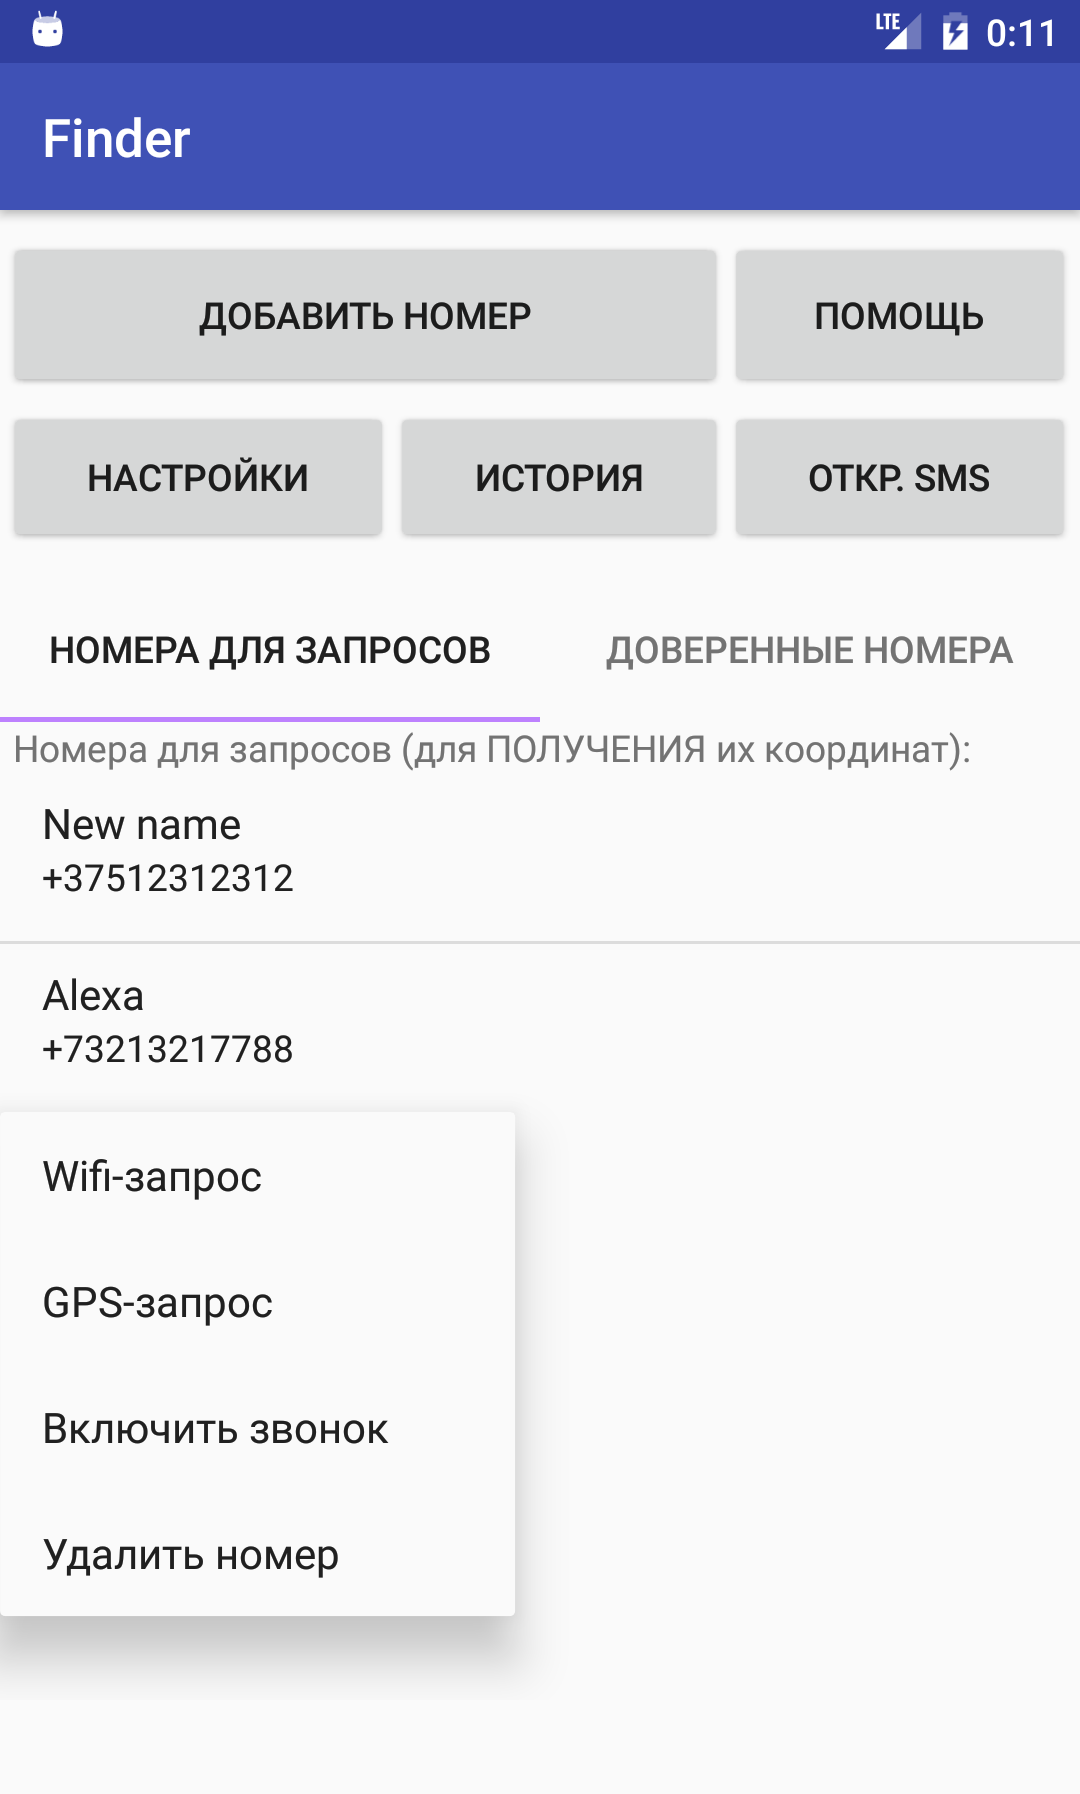 LTE 0:11
Finder
ДОБАВИТЬ НОМЕР ПОМОЩЬ
НАСТРОЙКИ ИСТОРИЯ ОТКР. SMS
НОМЕРА ДЛЯ ЗАПРОСОВ ДОВЕРЕННЫЕ НОМЕРА
Номера для запросов (для ПОЛУЧЕНИЯ их координат):
New name
+37512312312
Alexa
+73213217788
Wifi-запрос
GPS-запрос
Включить звонок
Удалить номер